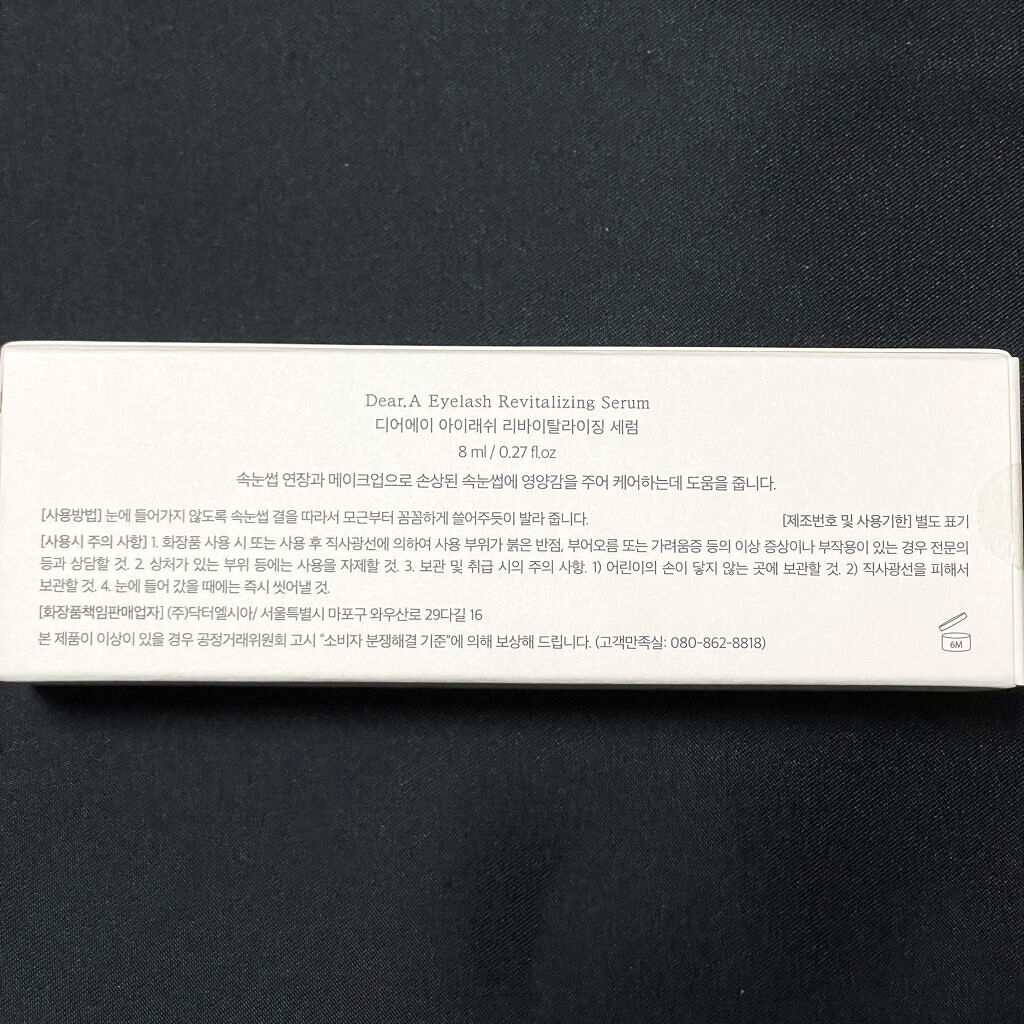 Dear.A Eyelash Revitalizing Serum
디어에이 아이래쉬 리바이탈라이징 세럼
8 ml / 0.27 fl.oz
속눈썹 연장과 메이크업으로 손상된 속눈썹에 영양감을 주어 케어하는데 도움을 줍니다.
[사용방법] 눈에 들어가지 않도록 속눈썹 결을 따라서 모근부터 꼼꼼하게 쓸어주듯이 발라 줍니다. [제조번호 및 사용기한] 별도 표기
[사용시 주의 사항] 1. 화장품 사용 시 또는 사용 후 직사광선에 의하여 사용 부위가 붉은 반점, 부어오름 또는 가려움증 등의 이상 증상이나 부작용이 있는 경우 전문의
등과 상담할 것. 2. 상처가 있는 부위 등에는 사용을 자제할 것. 3. 보관 및 취급 시의 주의 사항. 1) 어린이의 손이 닿지 않는 곳에 보관할 것. 2) 직사광선을 피해서
보관할 것. 4. 눈에 들어 갔을 때에는 즉시 씻어낼 것.
[화장품책임판매업자] (주)닥터엘시아/ 서울특별시 마포구 와우산로 29다길 16
본 제품이 이상이 있을 경우 공정거래위원회 고시 "소비자 분쟁해결 기준"에 의해 보상해 드립니다. (고객만족실: 080-862-8818)
6M